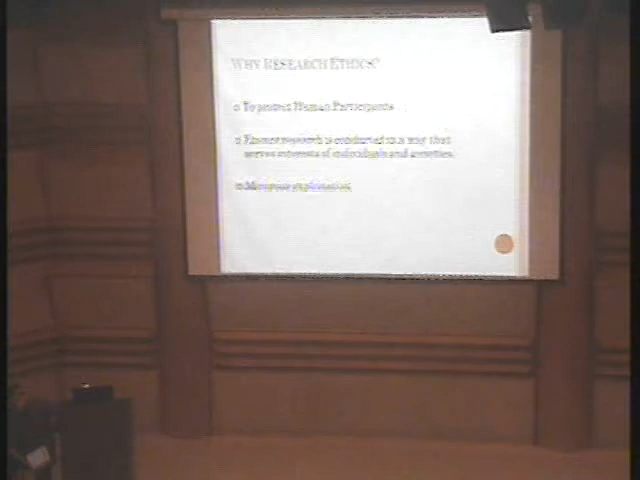 WHY RESEARCH ETHICS?
To protect Human Participants
Ensure research is conducted in a way that
serves interests of individuals and societies.
Minimize exploitation